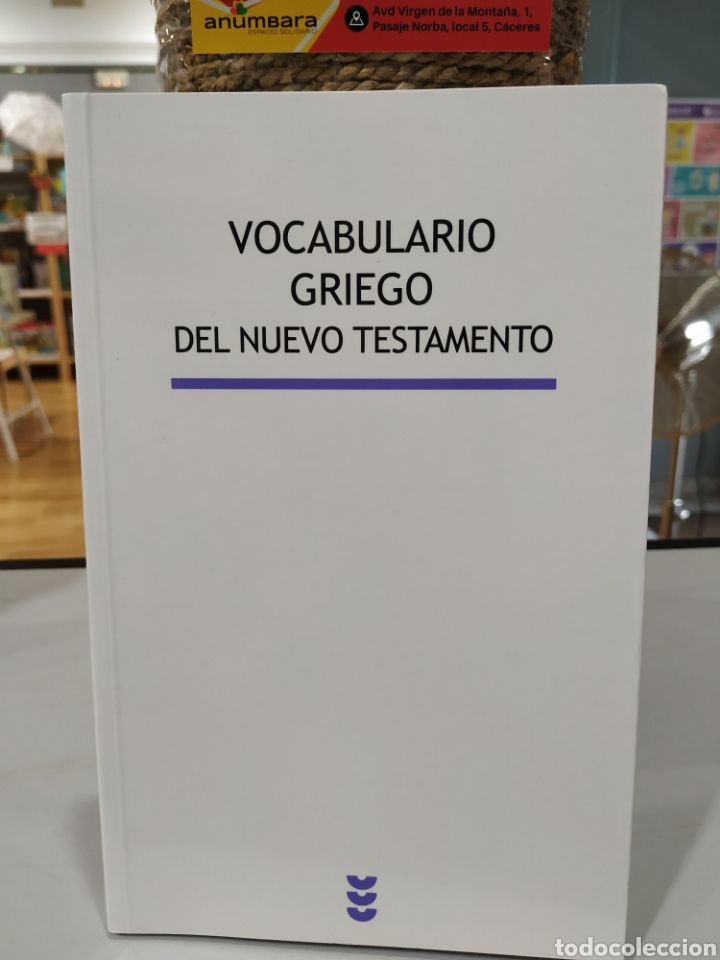 anumbara
ESPACIO SOLIDARIO
Avd Virgen de la Montaña, 1,
Pasaje Norba, local 5, Cáceres
VOCABULARIO
GRIEGO
DEL NUEVO TESTAMENTO
todocoleccion